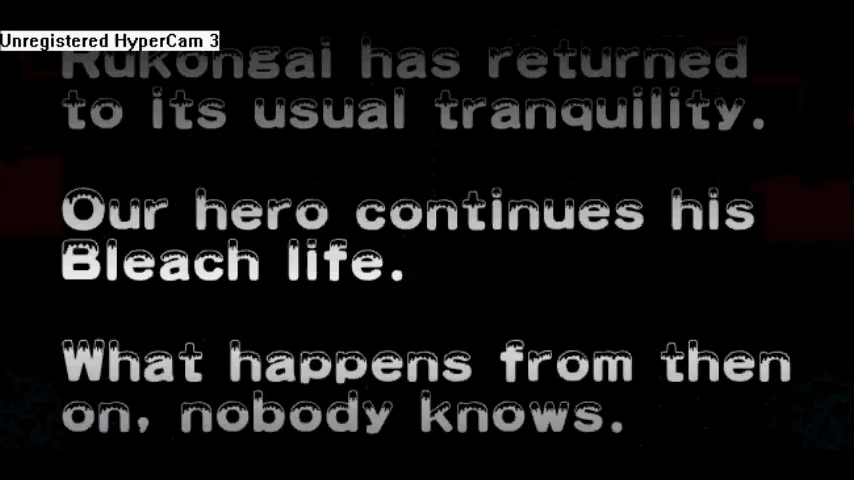 Unregistered HyperCam 3
Rukongai has returned
to its usual tranquility.
Our hero continues his
Bleach life.
What happens from then
on, nobody knows.